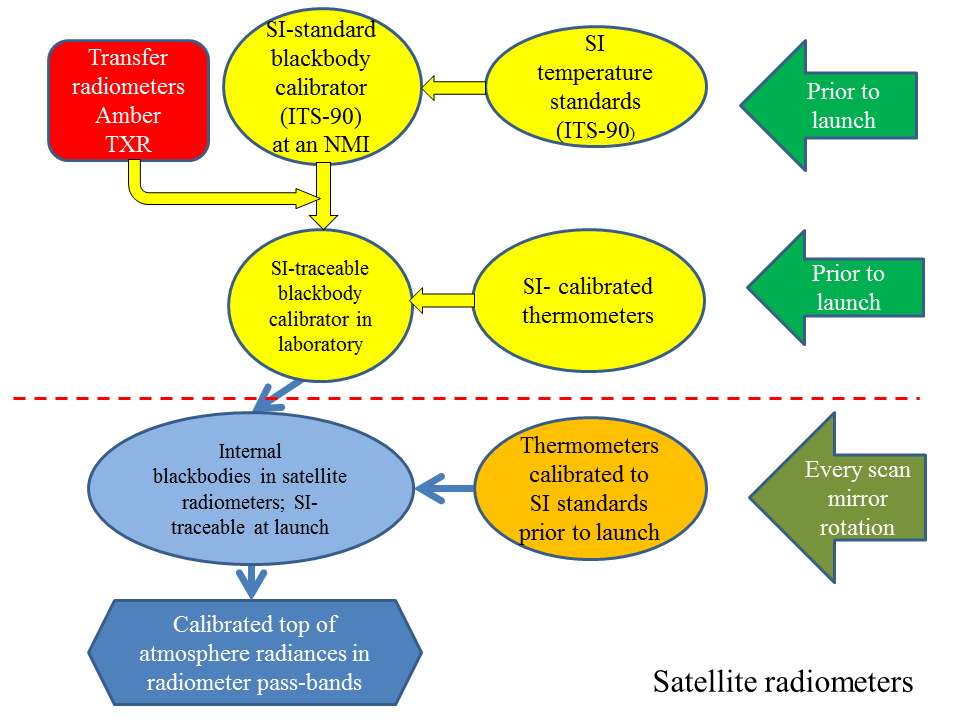 Transfer
radiometers
Amber
TXR
SI-standard
blackbody
calibrator
(ITS-90)
at an NMI
SI
temperature
standards
(ITS-90)
Prior to
launch
SI-traceable
blackbody
calibrator in
laboratory
SI- calibrated
thermometers
Prior to
launch
Internal
blackbodies in satellite
radiometers; SI-
traceable at launch
Thermometers
calibrated to
SI standards
prior to launch
Every scan
mirror
rotation
Calibrated top of
atmosphere radiances in
radiometer pass-bands
Satellite radiometers